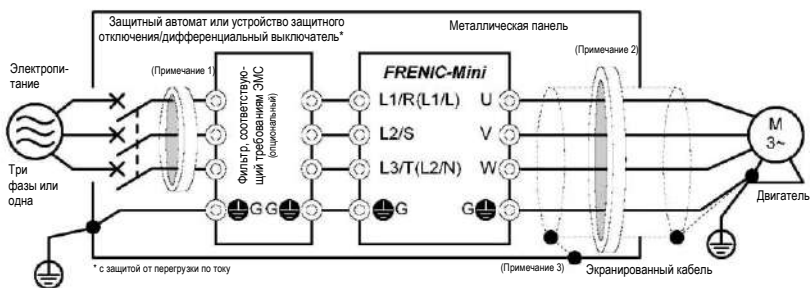 Защитный автомат или устройство защитного
отключения/дифференциальный выключатель*
Металлическая панель
Электропи-
тание
(Примечание 1)
(Примечание 2)
Фильтр, соответствую-
щий требованиям ЭМС
(опциональный)
FRENIC-Mini
L1/R(L1/L)
U
L2/S
V
L3/T(L2/N)
W
G
G
G
G
M
3~
Три
фазы или
одна
Двигатель
* с защитой от перегрузки по току
(Примечание 3)
Экранированный кабель